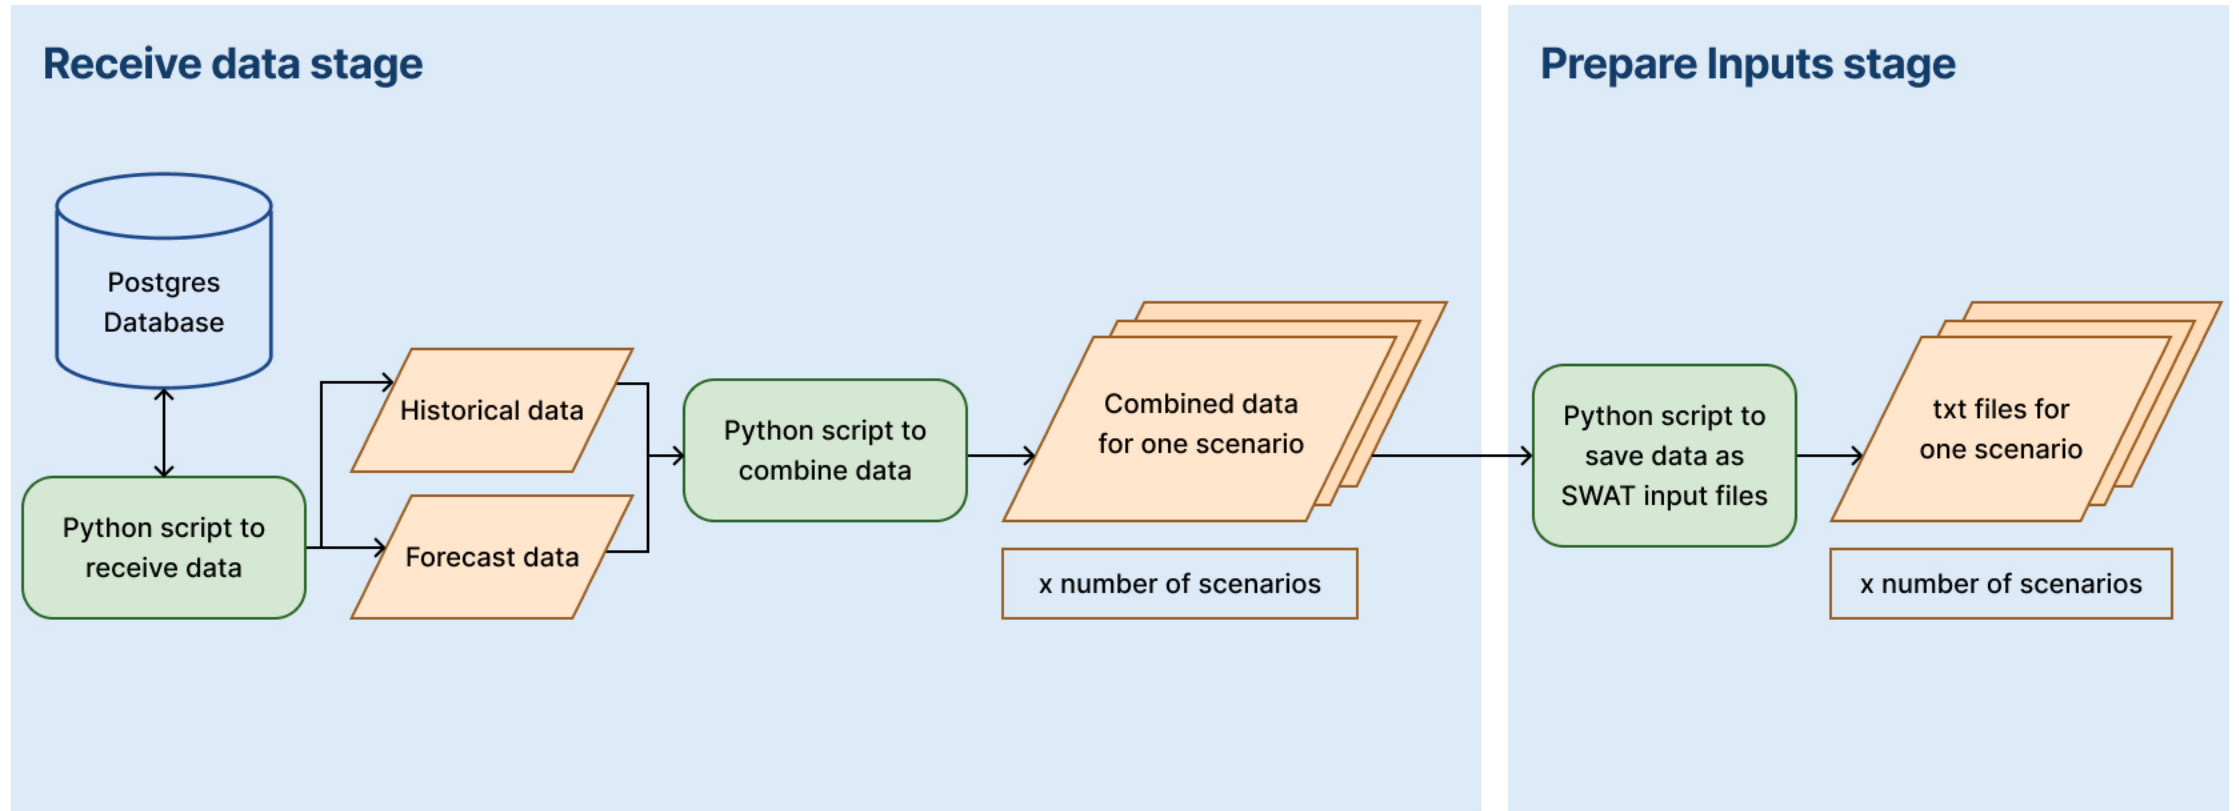 Receive data stage
Postgres
Database
Python script to
receive data
Historical data
Forecast data
Python script to
combine data
Combined data
for one scenario
x number of scenarios
Prepare Inputs stage
Python script to
save data as
SWAT input files
txt files for
one scenario
x number of scenarios